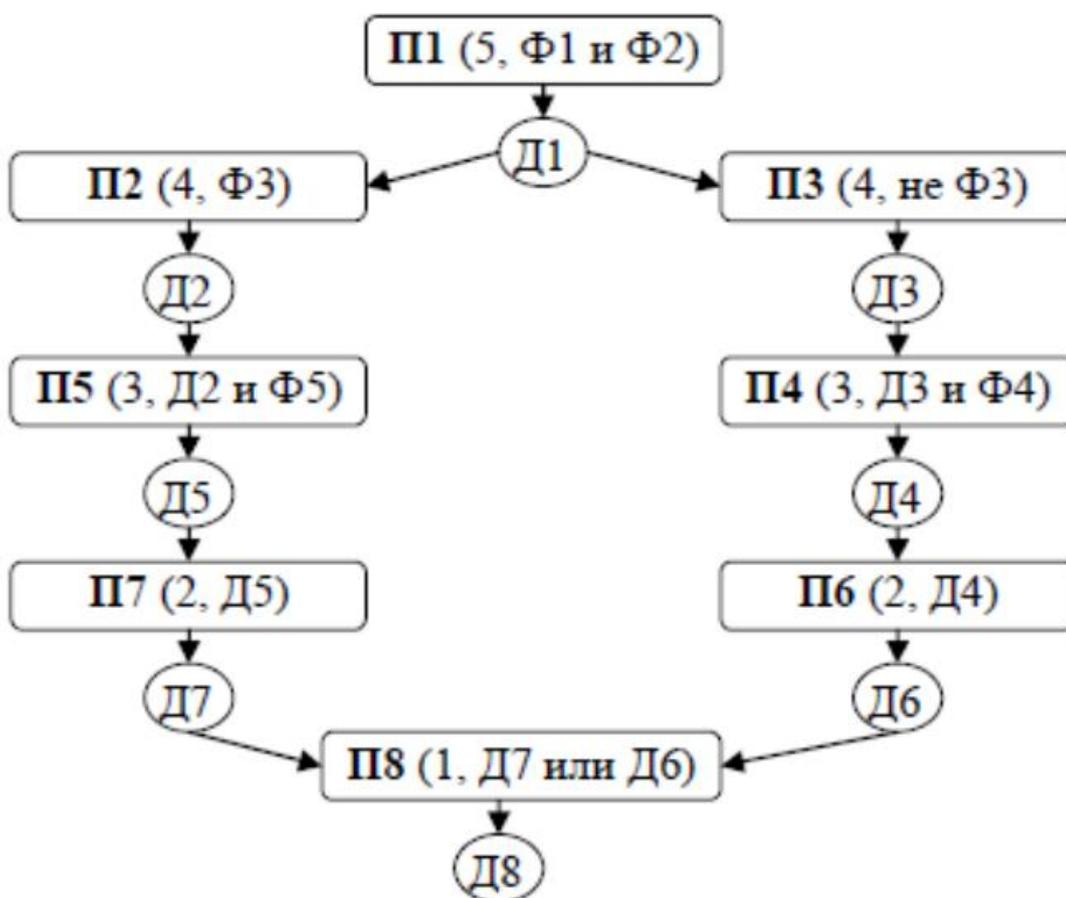 П1 (5, Ф1 и Ф2)
Д1
П2 (4, Ф3)
П3 (4, не Ф3)
Д2
Д3
П5 (3, Д2 и Ф5)
П4 (3, Д3 и Ф4)
Д5
Д4
П7 (2, Д5)
П6 (2, Д4)
Д7
Д6
П8 (1, Д7 или Д6)
Д8